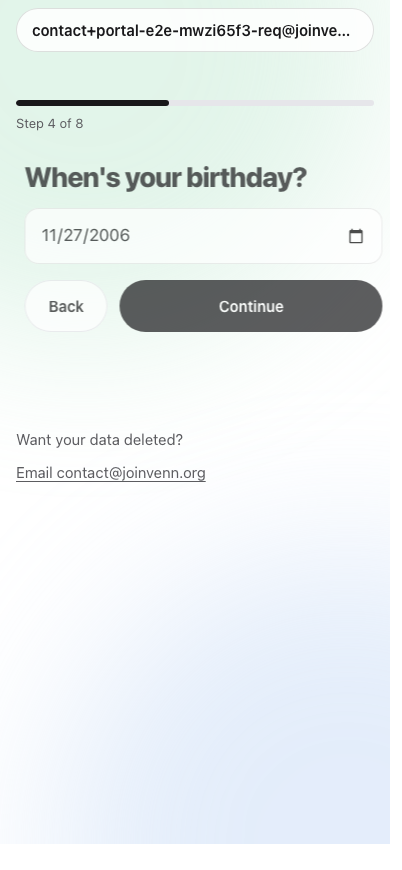 contact+portal-e2e-mwzi65f3-req@joinve...
Step 4 of 8
When's your birthday?
11/27/2006
Back
Continue
Want your data deleted?
Email contact@joinvenn.org